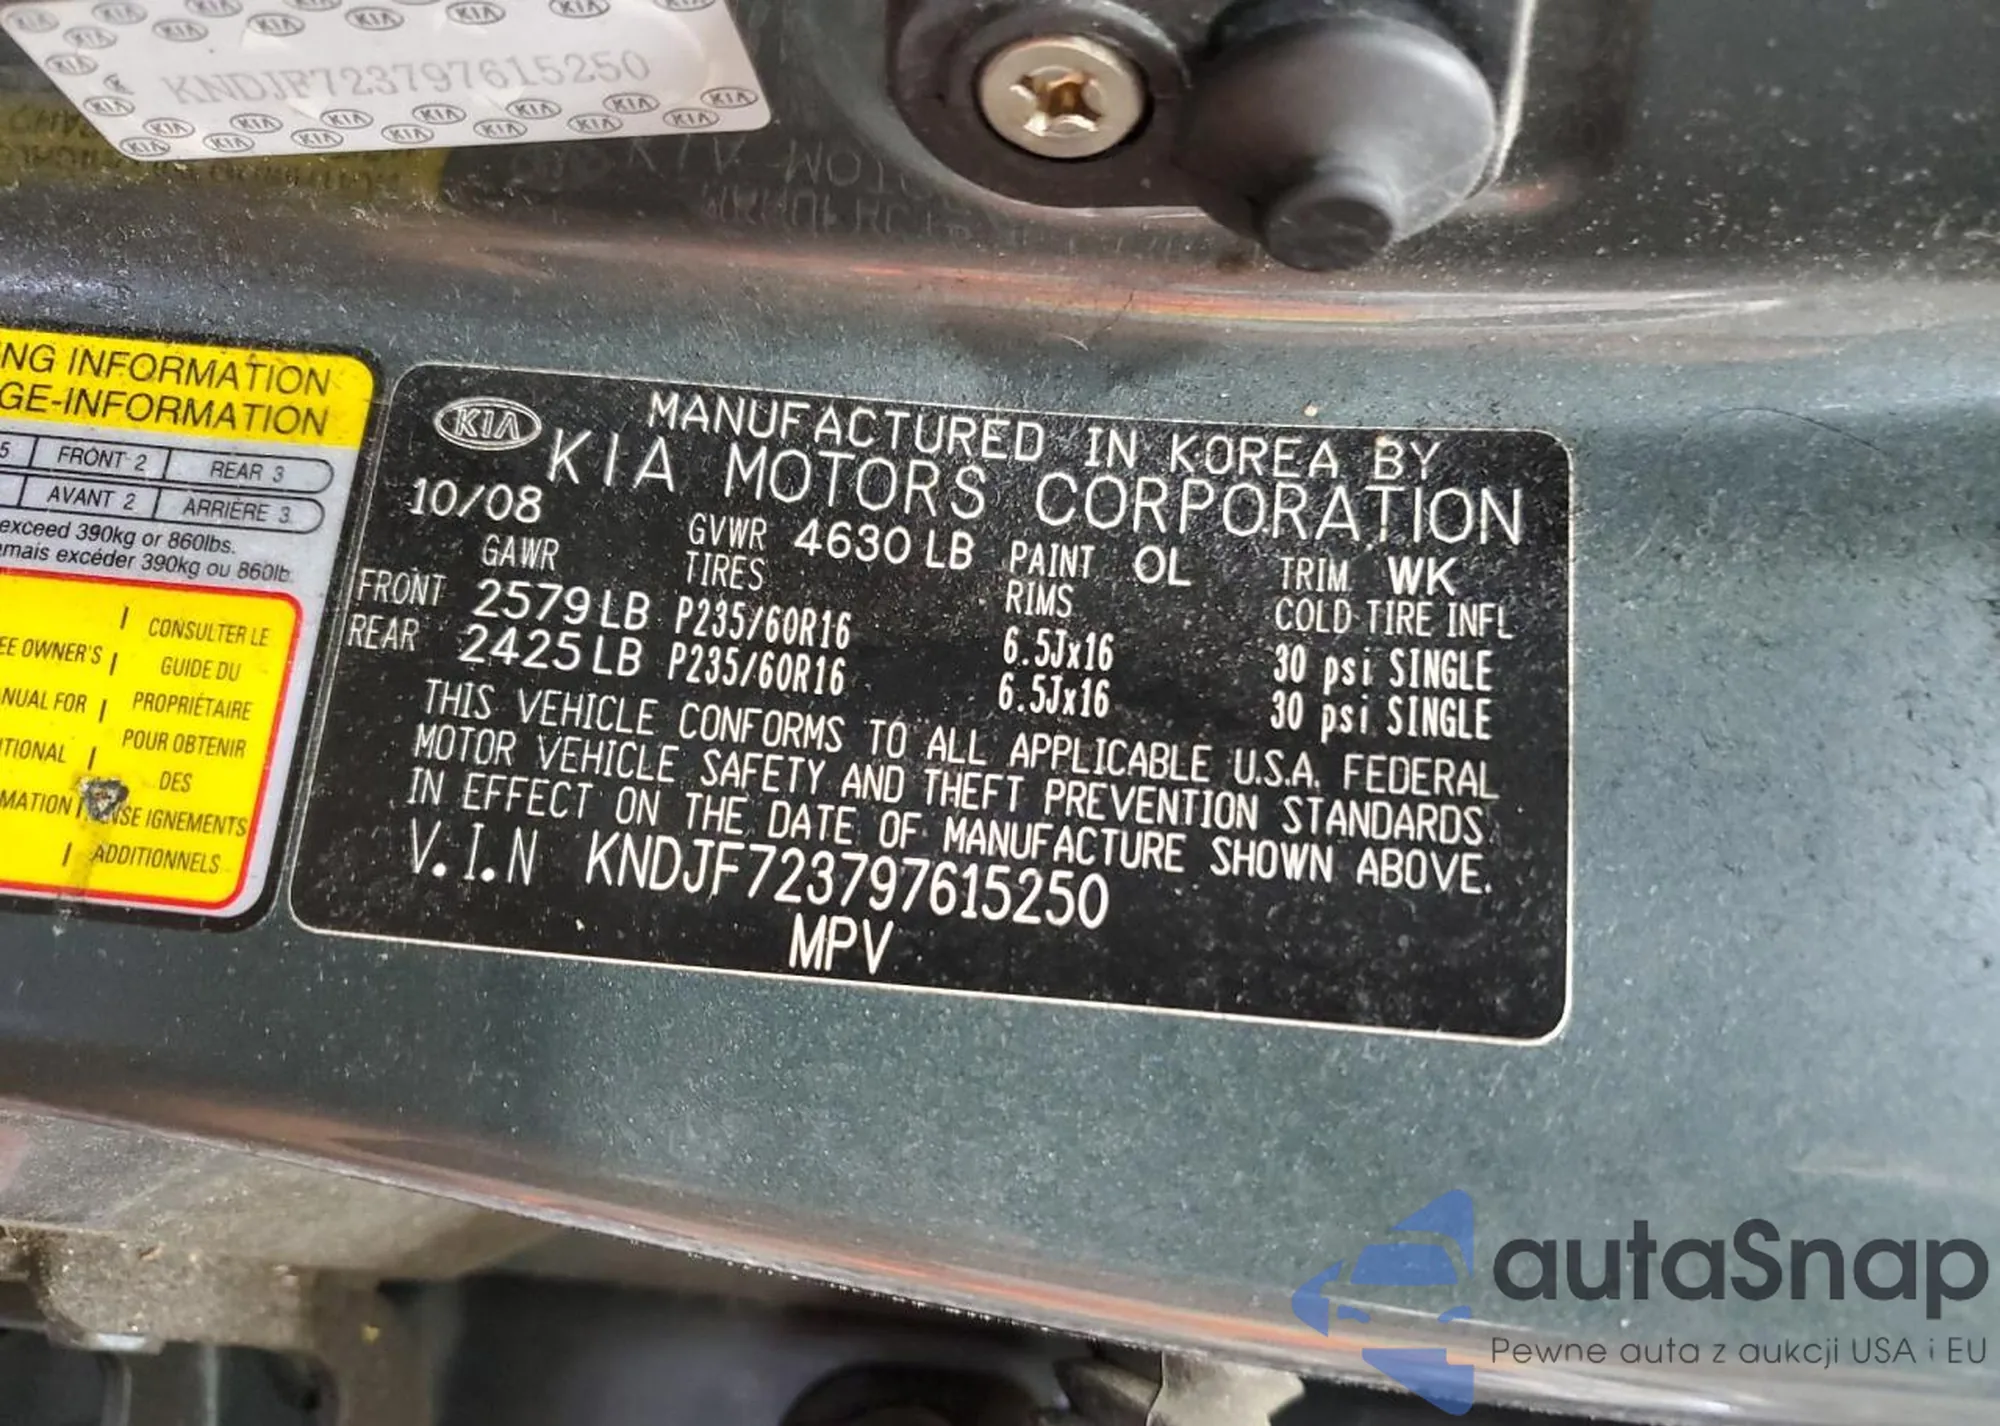 KNDJF723797615250
NG INFORMATION
GE-INFORMATION
5 FRONT 2 REAR 3
AVANT 2 ARRIÈRE 3
exceed 390kg or 860lbs.
mais excéder 390kg ou 860lb
EE OWNER'S
NUAL FOR
ITIONAL
MATION
CONSULTER LE
GUIDE DU
PROPRIÉTAIRE
POUR OBTENIR
DES
SE IGNEMENTS
ADDITIONNELS
KIA MANUFACTURED IN KOREA BY
KIA MOTORS CORPORATION
10/08 GVWR 4630 LB PAINT OL TRIM WK
GAWR TIRES RIMS COLD TIRE INFL
FRONT 2579 LB P235/60R16 6.5Jx16 30 psi SINGLE
REAR 2425 LB P235/60R16 6.5Jx16 30 psi SINGLE
THIS VEHICLE CONFORMS TO ALL APPLICABLE U.S.A. FEDERAL
MOTOR VEHICLE SAFETY AND THEFT PREVENTION STANDARDS
IN EFFECT ON THE DATE OF MANUFACTURE SHOWN ABOVE.
V.I.N KNDJF723797615250
MPV
autaSnap
Pewne auta z aukcji USA i EU